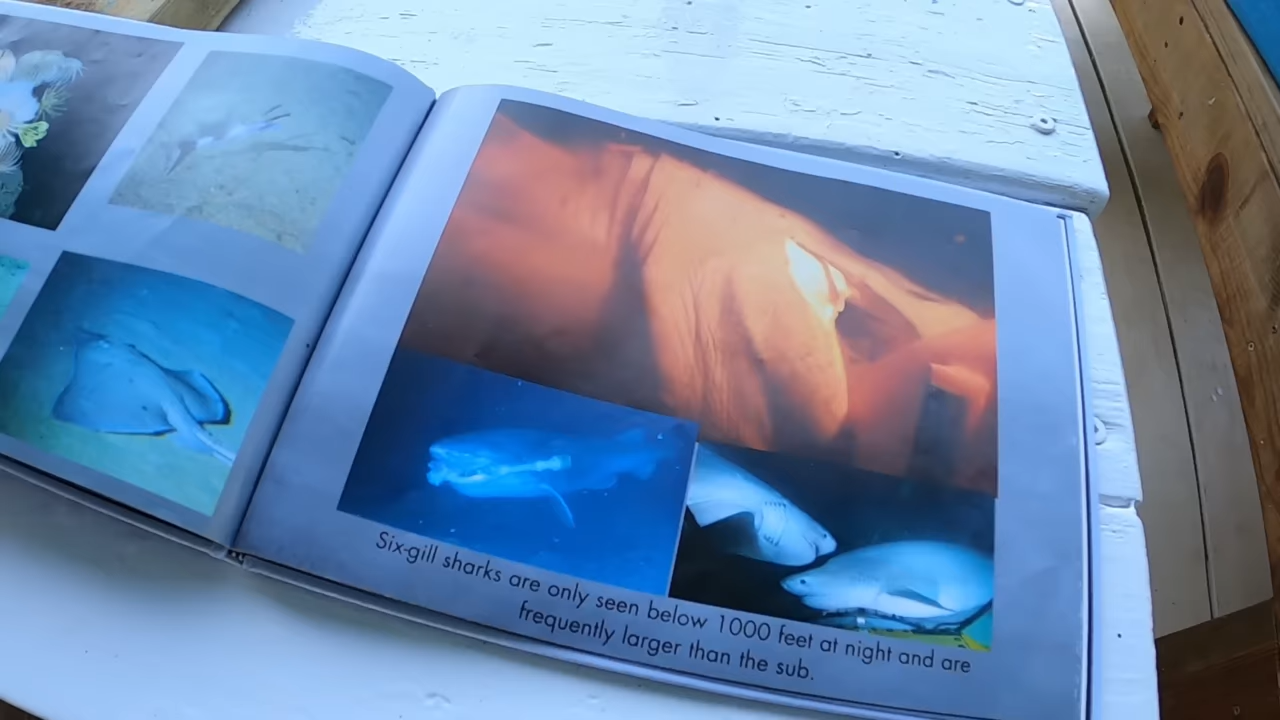 Six-gill sharks are only seen below 1000 feet at night and are
frequently larger than the sub.